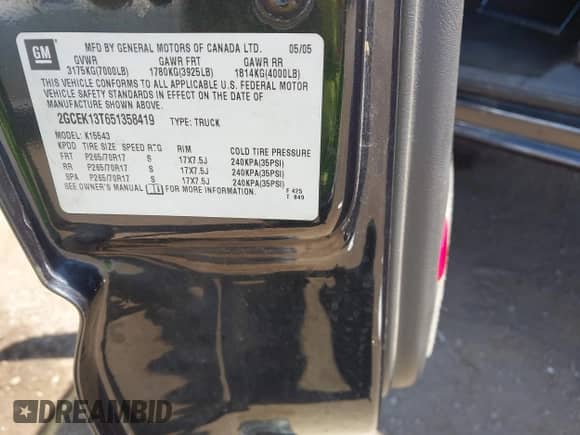 GM
MFD BY GENERAL MOTORS OF CANADA LTD. 05/05
GVWR GAWR FRT GAWR RR
3175KG(7000LB) 1780KG(3925LB) 1814KG(4000LB)
THIS VEHICLE CONFORMS TO ALL APPLICABLE U.S. FEDERAL MOTOR
VEHICLE SAFETY STANDARDS IN EFFECT ON THE DATE OF
MANUFACTURE SHOWN ABOVE.
2GCEK13T651358419 TYPE: TRUCK
MODEL: K15543
KPDD TIRE SIZE SPEED RTG RIM COLD TIRE PRESSURE
FRT P265/70R17 S 17X7.5J 240KPA(35PSI)
RR P265/70R17 S 17X7.5J 240KPA(35PSI)
SPA P265/70R17 S 17X7.5J 240KPA(35PSI)
SEE OWNER'S MANUAL FOR MORE INFORMATION. F 425
T 849
DREAMBID